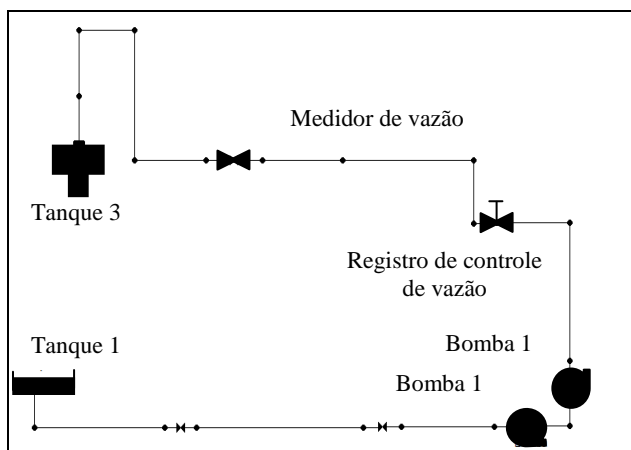 Medidor de vazão
Tanque 3
Registro de controle
de vazão
Tanque 1
Bomba 1
Bomba 1